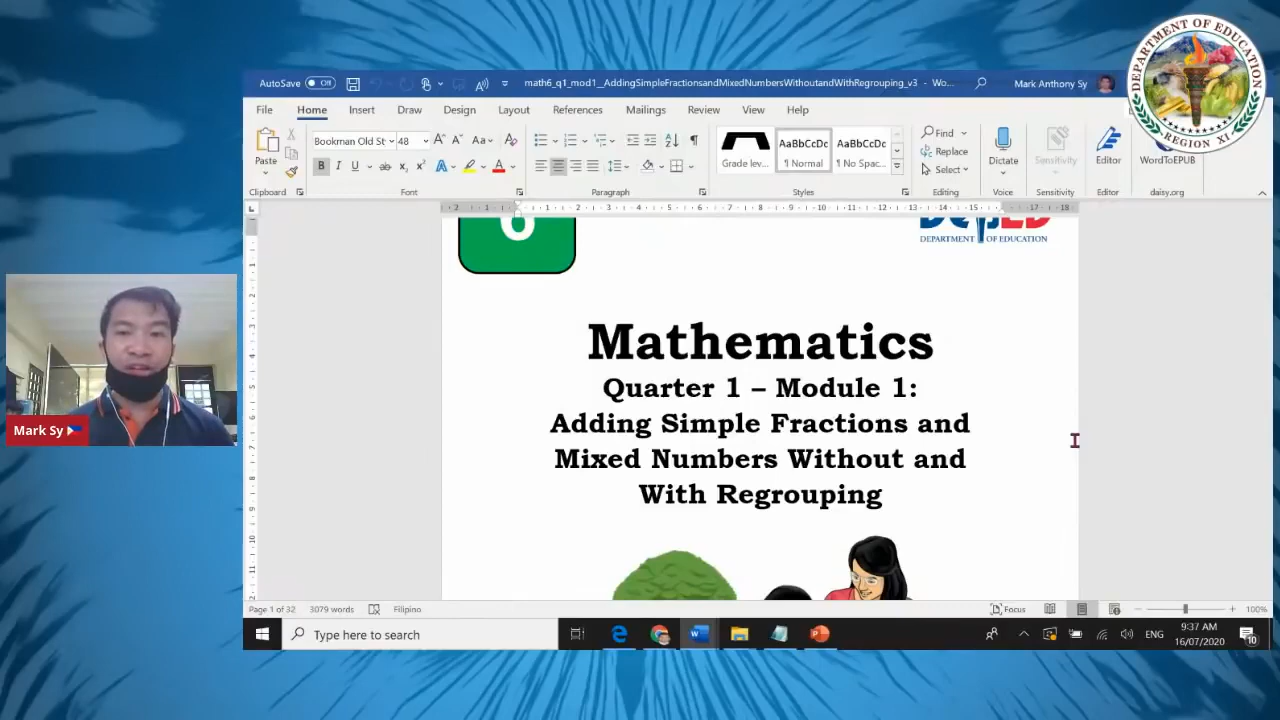 DEPARTMENT OF EDUCATION
REGION XI
AutoSave Off
math6_q1_mod1_AddingSimpleFractionsandMixedNumbersWithoutandWithRegrouping_v3 - Wo...
Mark Anthony Sy
File Home Insert Draw Design Layout References Mailings Review View Help
Bookman Old St 48
Paste
Clipboard
Font
Paragraph
Grade lev...
AaBbCcDc
¶ Normal
AaBbCcDc
¶ No Spac...
Styles
Find
Replace
Select
Editing
Dictate
Voice
Sensitivity
Sensitivity
Editor
Editor
WordToEPUB
daisy.org
6
DEPARTMENT OF EDUCATION
Mathematics
Quarter 1 – Module 1:
Adding Simple Fractions and
Mixed Numbers Without and
With Regrouping
Mark Sy
Page 1 of 32 3079 words Filipino
Focus
100%
Type here to search
ENG
9:37 AM
16/07/2020
10